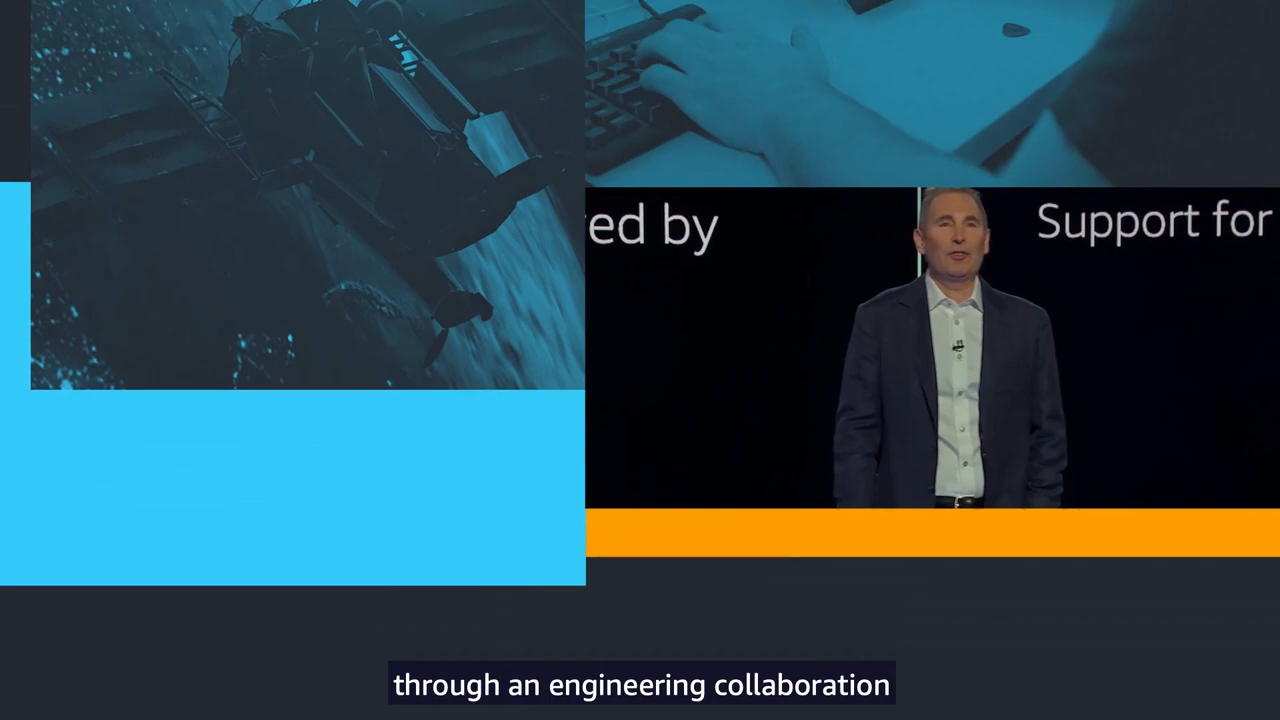 ed by
Support for
through an engineering collaboration